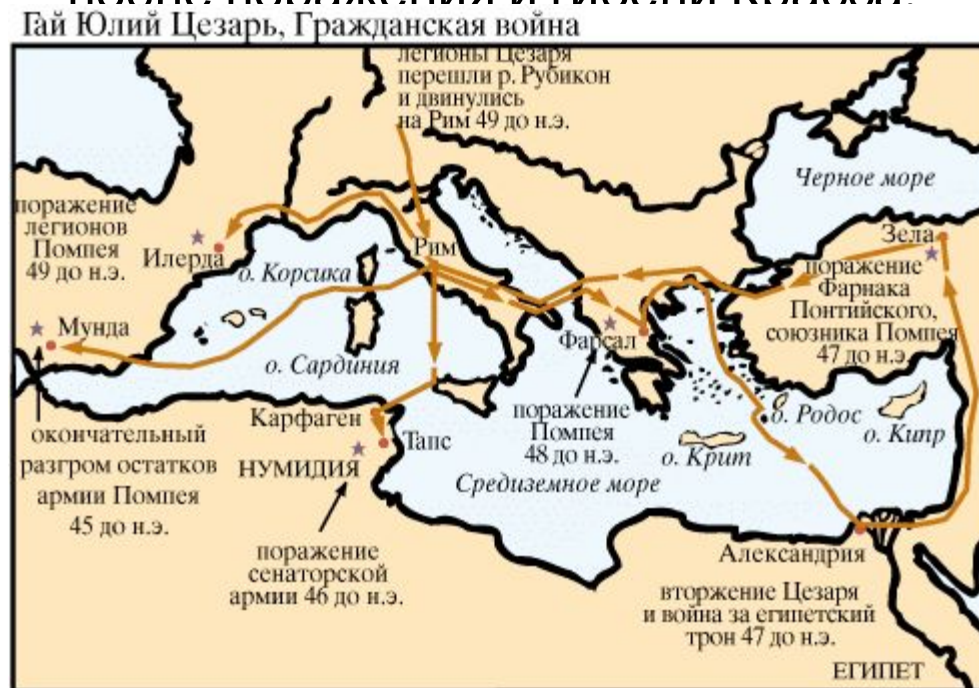 Гай Юлий Цезарь, Гражданская война
легионы Цезаря
перешли р. Рубикон
и двинулись
на Рим 49 до н.э.
Черное море
поражение
легионов
Помпея
49 до н.э.
Илерда
о. Корсика
Рим
Зела
поражение
Фарнака
Понтийского,
союзника Помпея
47 до н.э.
Мунда
о. Сардиния
Фарсал
окончательный
разгром остатков
армии Помпея
45 до н.э.
Карфаген
Тапс
НУМИДИЯ
поражение
Помпея
48 до н.э.
о. Родос
о. Кипр
о. Крит
Средиземное море
поражение
сенаторской
армии 46 до н.э.
Александрия
вторжение Цезаря
и война за египетский
трон 47 до н.э.
ЕГИПЕТ